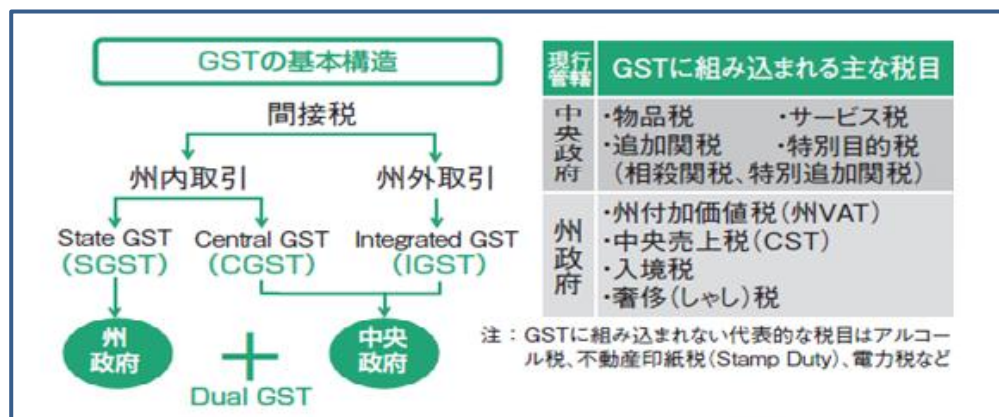 GSTの基本構造
間接税
州内取引
州外取引
State GST
(SGST)
Central GST
(CGST)
Integrated GST
(IGST)
州
政府
中央
政府
Dual GST
現行
管轄
GSTに組み込まれる主な税目
中央政府
・物品税 ・サービス税
・追加関税 ・特別目的税
(相殺関税、特別追加関税)
州政府
・州付加価値税(州VAT)
・中央売上税(CST)
・入境税
・奢侈(しゃし)税
注:GSTに組み込まれない代表的な税目はアルコー
ル税、不動産印紙税(Stamp Duty)、電力税など